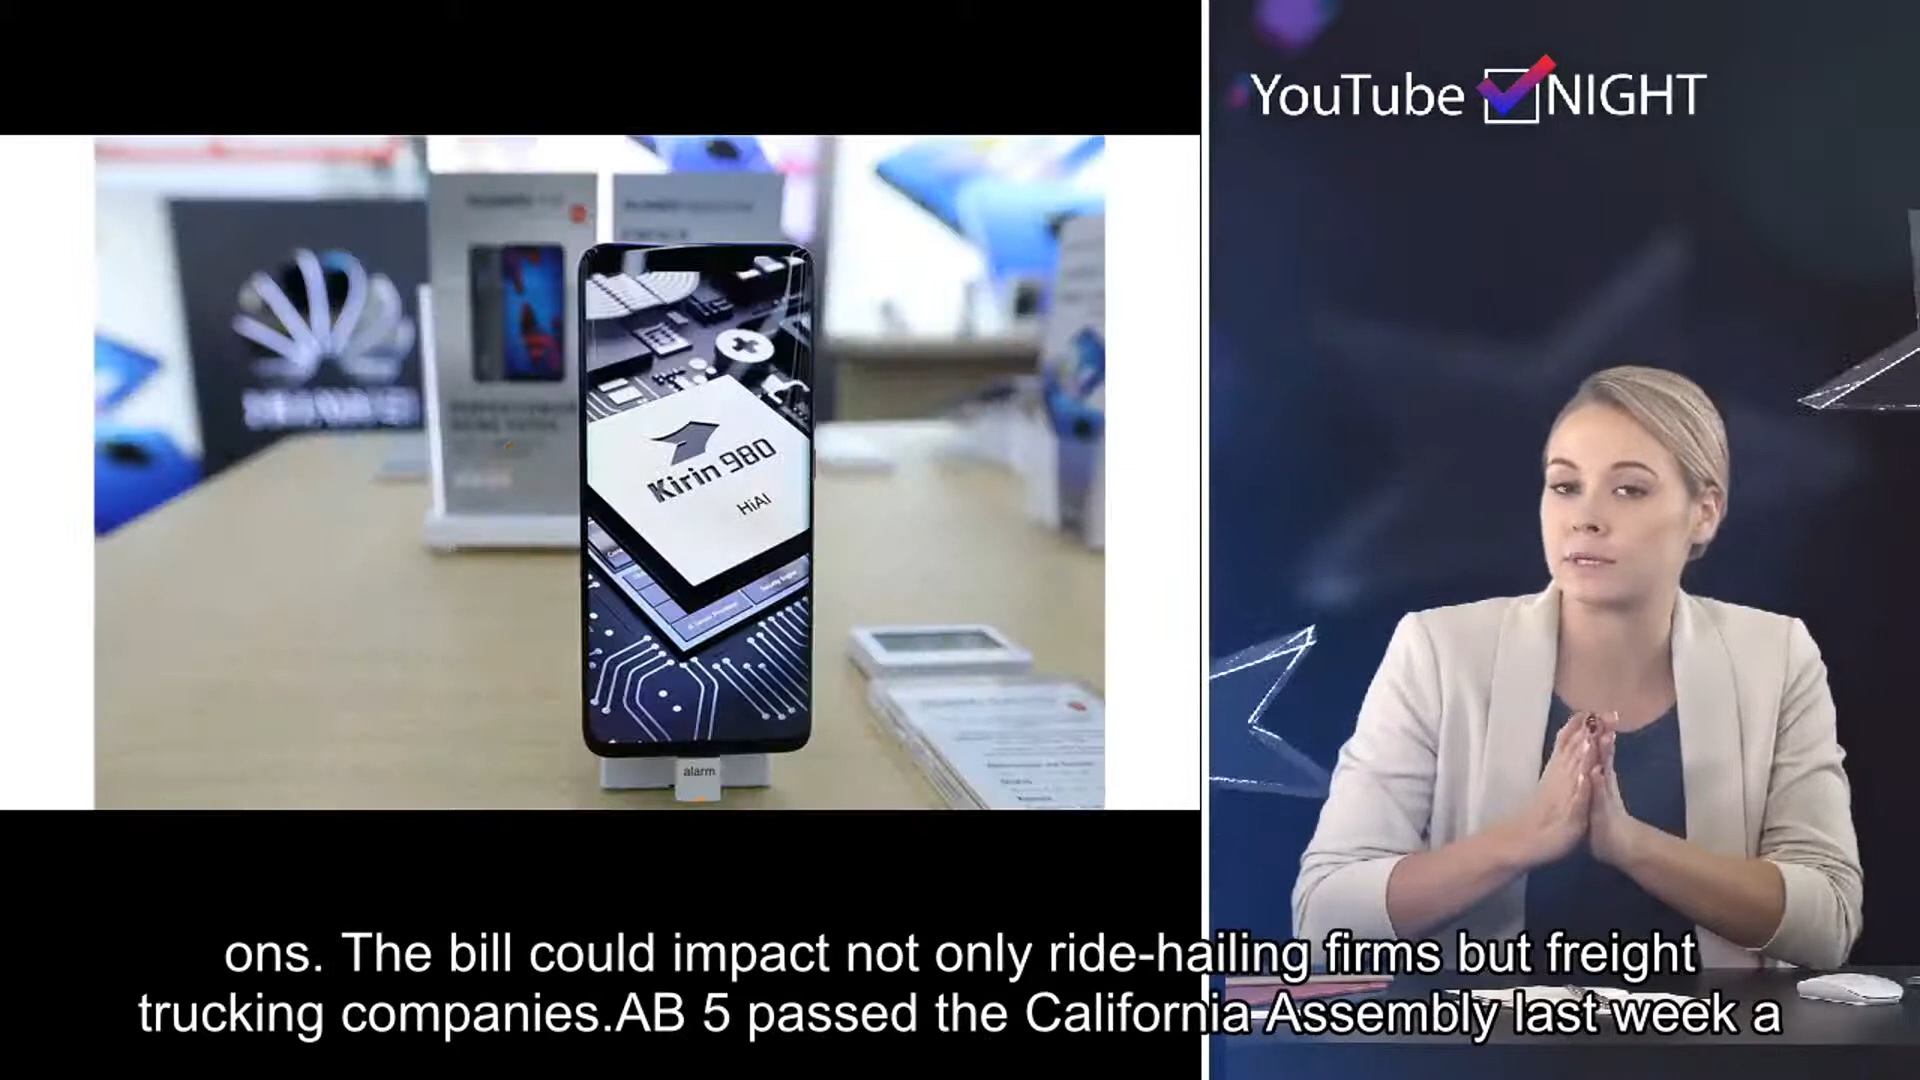 YouTube NIGHT
Kirin 980
HiAI
alarm
ons. The bill could impact not only ride-hailing firms but freight
trucking companies.AB 5 passed the California Assembly last week a